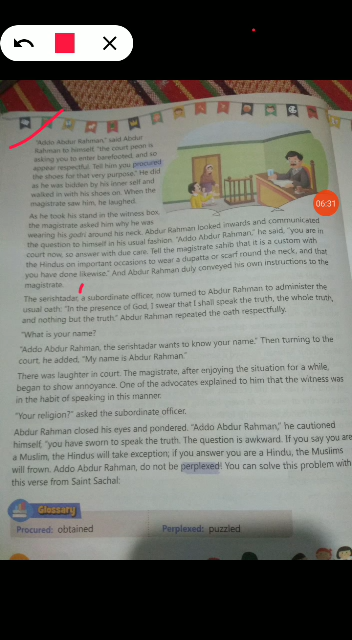 06:31
"Addo Abdur Rahman," said Abdur
Rahman to himself, "the court peon is
asking you to enter barefooted, and so
appear respectful. Tell him you procured
the shoes for that very purpose." He did
as he was bidden by his inner self and
walked in with his shoes on. When the
magistrate saw him, he laughed.
As he took his stand in the witness box,
the magistrate asked him why he was
wearing his godri around his neck. Abdur Rahman looked inwards and communicated
the question to himself in his usual fashion. "Addo Abdur Rahman," he said, "you are in
court now, so answer with due care. Tell the magistrate sahib that it is a custom with
the Hindus on important occasions to wear a dupatta or scarf round the neck, and that
you have done likewise." And Abdur Rahman duly conveyed his own instructions to the
magistrate.
The serishtadar, a subordinate officer, now turned to Abdur Rahman to administer the
usual oath: "In the presence of God, I swear that I shall speak the truth, the whole truth,
and nothing but the truth." Abdur Rahman repeated the oath respectfully.
"What is your name?"
"Addo Abdur Rahman, the serishtadar wants to know your name." Then turning to the
court, he added, "My name is Abdur Rahman."
There was laughter in court. The magistrate, after enjoying the situation for a while,
began to show annoyance. One of the advocates explained to him that the witness was
in the habit of speaking in this manner.
"Your religion?" asked the subordinate officer.
Abdur Rahman closed his eyes and pondered. "Addo Abdur Rahman," he cautioned
himself, "you have sworn to speak the truth. The question is awkward. If you say you are
a Muslim, the Hindus will take exception; if you answer you are a Hindu, the Muslims
will frown. Addo Abdur Rahman, do not be perplexed! You can solve this problem with
this verse from Saint Sachal:
Glossary
Procured: obtained
Perplexed: puzzled